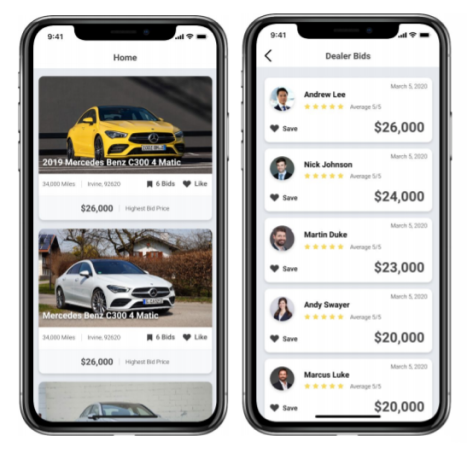 9:41
Home
2019 Mercedes Benz C300 4 Matic
34,000 Miles Irvine, 92620 6 Bids Like
$26,000 Highest Bid Price
Mercedes Benz C300 4 Matic
34,000 Miles Irvine, 92620 6 Bids Like
$26,000 Highest Bid Price
9:41
Dealer Bids
March 5, 2020
Andrew Lee
Average 5/5
Save $26,000
March 5, 2020
Nick Johnson
Average 5/5
Save $24,000
March 5, 2020
Martin Duke
Average 5/5
Save $23,000
March 5, 2020
Andy Swayer
Average 5/5
Save $20,000
March 5, 2020
Marcus Luke
Average 5/5
Save $20,000